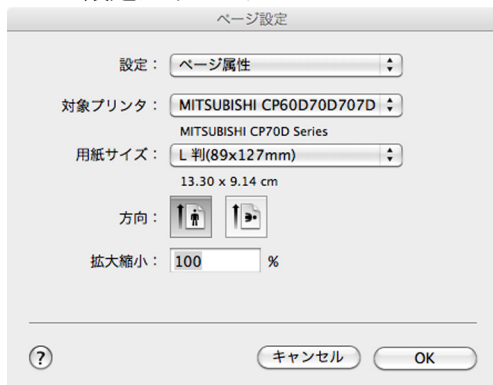 ページ設定
設定： ページ属性
対象プリンタ： MITSUBISHI CP60D70D707D
MITSUBISHI CP70D Series
用紙サイズ： L 判(89x127mm)
13.30 x 9.14 cm
方向：
拡大縮小： 100 %
? キャンセル OK